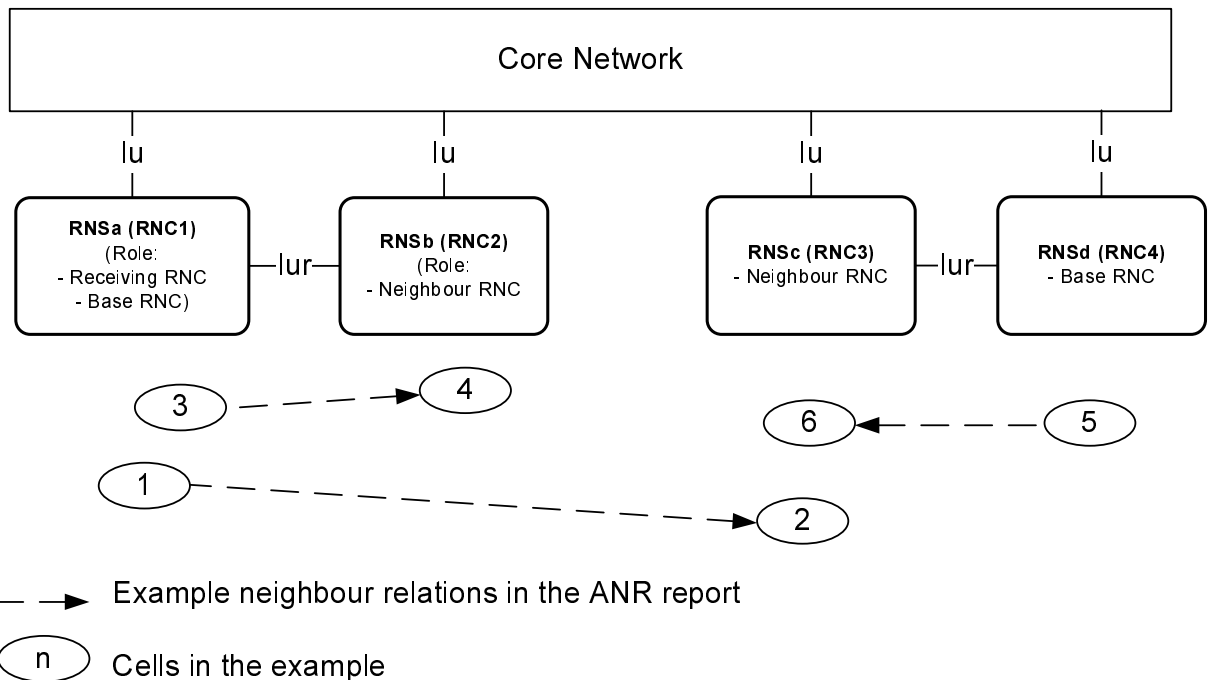 Core Network
Iu
Iu
Iu
Iu
RNSa (RNC1)
(Role:
- Receiving RNC
- Base RNC)
Iur
RNSb (RNC2)
(Role:
- Neighbour RNC
RNSc (RNC3)
- Neighbour RNC
Iur
RNSd (RNC4)
- Base RNC
3
4
6
5
1
2
Example neighbour relations in the ANR report
n
Cells in the example